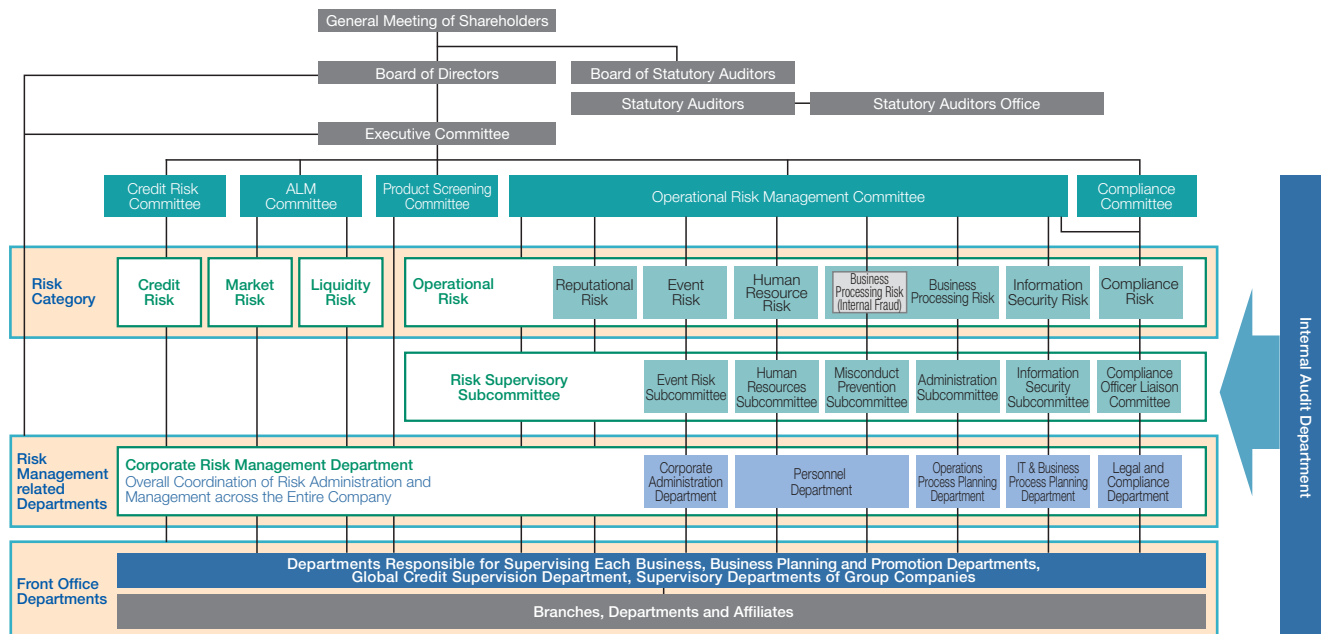 General Meeting of Shareholders
Board of Directors
Board of Statutory Auditors
Statutory Auditors
Statutory Auditors Office
Executive Committee
Credit Risk
Committee
ALM
Committee
Product Screening
Committee
Operational Risk Management Committee
Compliance
Committee
Risk
Category
Credit
Risk
Market
Risk
Liquidity
Risk
Operational
Risk
Reputational
Risk
Event
Risk
Human
Resource
Risk
Business
Processing Risk
(Internal Fraud)
Business
Processing Risk
Information
Security Risk
Compliance
Risk
Risk Supervisory
Subcommittee
Event Risk
Subcommittee
Human
Resources
Subcommittee
Misconduct
Prevention
Subcommittee
Administration
Subcommittee
Information
Security
Subcommittee
Compliance
Officer Liaison
Committee
Risk
Management
related
Departments
Corporate Risk Management Department
Overall Coordination of Risk Administration and
Management across the Entire Company
Corporate
Administration
Department
Personnel
Department
Operations
Process Planning
Department
IT & Business
Process Planning
Department
Legal and
Compliance
Department
Front Office
Departments
Departments Responsible for Supervising Each Business, Business Planning and Promotion Departments,
Global Credit Supervision Department, Supervisory Departments of Group Companies
Branches, Departments and Affiliates
Internal Audit Department